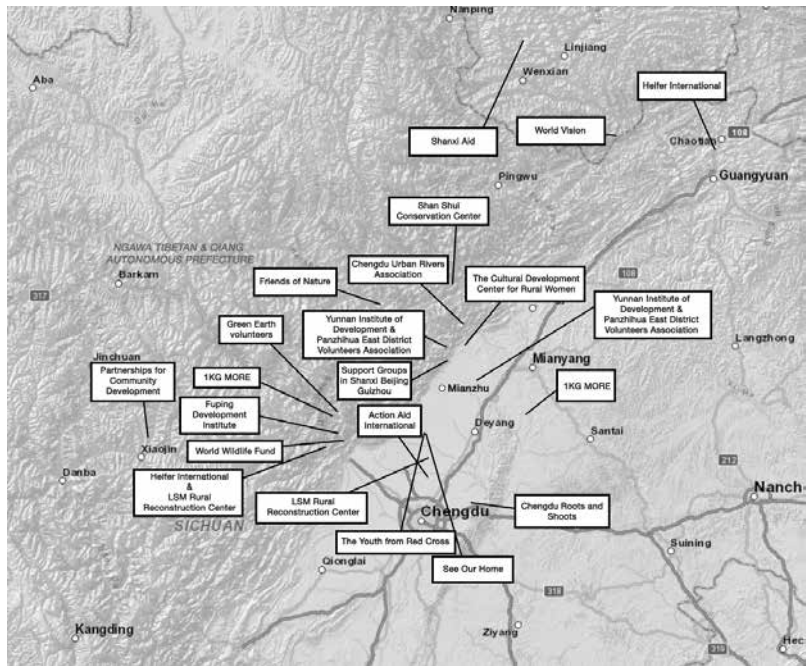 Nanping
Linjiang
Aba
Wenxian
Heifer International
World Vision
Shanxi Aid
Chaotian
108
Pingwu
Guangyuan
Shan Shui
Conservation Center
NGAWA TIBETAN & QIANG
AUTONOMOUS PREFECTURE
Chengdu Urban Rivers
Association
The Cultural Development
Center for Rural Women
108
Barkam
Friends of Nature
317
Yunnan Institute of
Development &
Panzhihua East District
Volunteers Association
Yunnan Institute of
Development &
Panzhihua East District
Volunteers Association
Green Earth
volunteers
Langzhong
Jinchuan
Partnerships for
Community
Development
1KG MORE
Support Groups
in Shanxi Beijing
Guizhou
Mianyang
Mianzhu
1KG MORE
Fuping
Development
Institute
Action Aid
International
Deyang
Santai
Xiaojin
World Wildlife Fund
212
Danba
Heifer International
&
LSM Rural
Reconstruction Center
LSM Rural
Reconstruction Center
Nanch
Chengdu Roots and
Shoots
SICHUAN
Chengdu
The Youth from Red Cross
Suining
Qionglai
See Our Home
318
Kangding
Ziyang
319
Hec